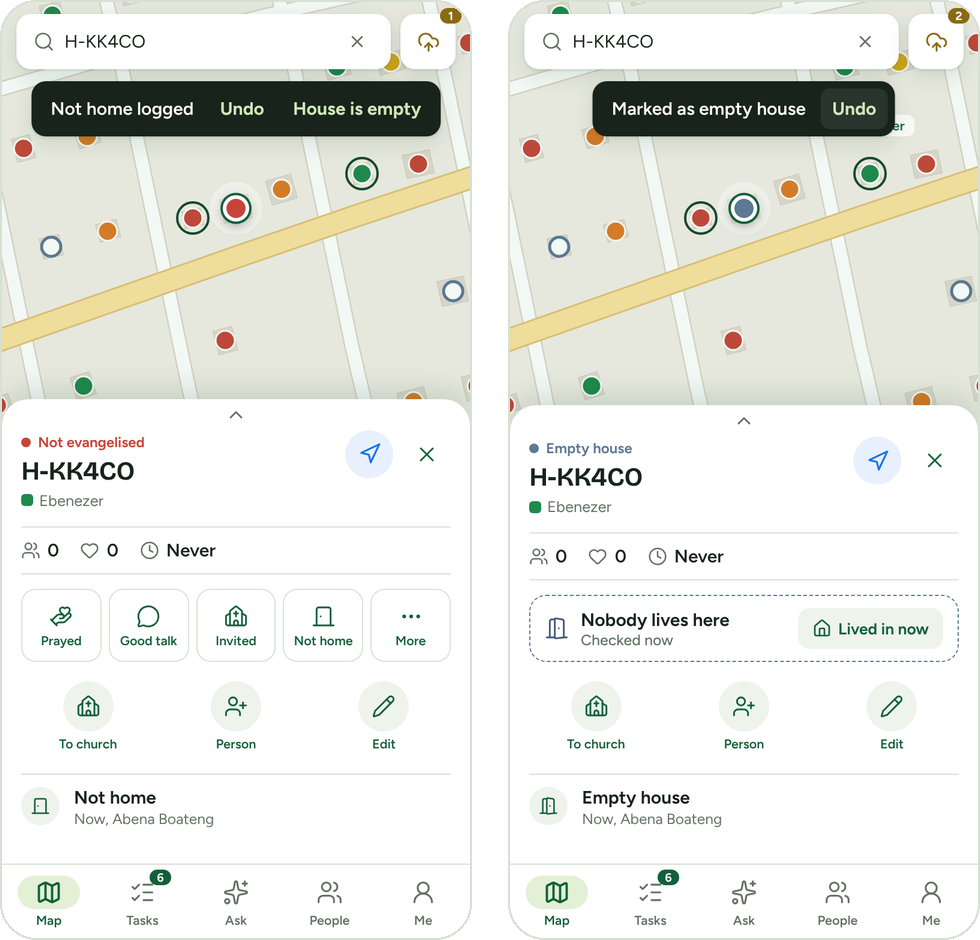 H-KK4CO
1
Not home logged Undo House is empty
Not evangelised
H-KK4CO
Ebenezer
0 0 Never
Prayed Good talk Invited Not home More
To church Person Edit
Not home
Now, Abena Boateng
6
Map Tasks Ask People Me
H-KK4CO
2
Marked as empty house Undo
er
Empty house
H-KK4CO
Ebenezer
0 0 Never
Nobody lives here
Checked now
Lived in now
To church Person Edit
Empty house
Now, Abena Boateng
6
Map Tasks Ask People Me